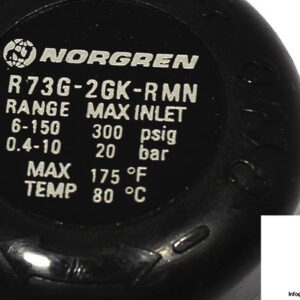 NORGREN
R73G-2GK-RMN
RANGE MAX INLET
6-150 300 psig
0.4-10 20 bar
MAX 175 °F
TEMP 80 °C